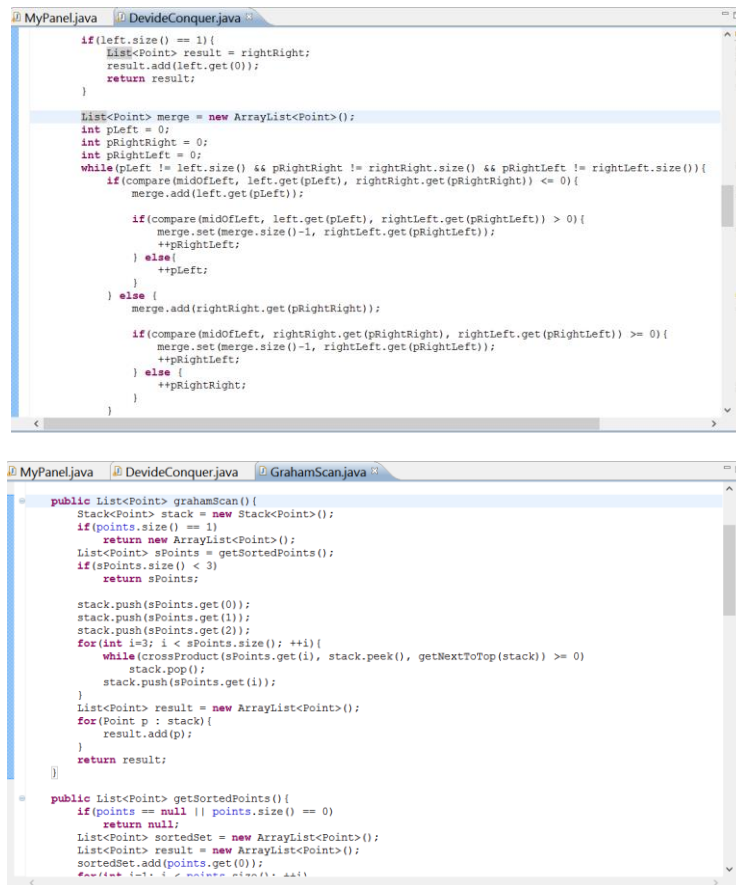 MyPanel.java DevideConquer.java
if(left.size() == 1){
List<Point> result = rightRight;
result.add(left.get(0));
return result;
}
List<Point> merge = new ArrayList<Point>();
int pLeft = 0;
int pRightRight = 0;
int pRightLeft = 0;
while(pLeft != left.size() && pRightRight != rightRight.size() && pRightLeft != rightLeft.size()){
if(compare(midOfLeft, left.get(pLeft), rightRight.get(pRightRight)) <= 0){
merge.add(left.get(pLeft));
if(compare(midOfLeft, left.get(pLeft), rightLeft.get(pRightLeft)) > 0){
merge.set(merge.size()-1, rightLeft.get(pRightLeft));
++pRightLeft;
} else{
++pLeft;
}
} else {
merge.add(rightRight.get(pRightRight));
if(compare(midOfLeft, rightRight.get(pRightRight), rightLeft.get(pRightLeft)) >= 0){
merge.set(merge.size()-1, rightLeft.get(pRightLeft));
++pRightLeft;
} else {
++pRightRight;
}
}
MyPanel.java DevideConquer.java GrahamScan.java
public List<Point> grahamScan(){
Stack<Point> stack = new Stack<Point>();
if(points.size() == 1)
return new ArrayList<Point>();
List<Point> sPoints = getSortedPoints();
if(sPoints.size() < 3)
return sPoints;
stack.push(sPoints.get(0));
stack.push(sPoints.get(1));
stack.push(sPoints.get(2));
for(int i=3; i < sPoints.size(); ++i){
while(crossProduct(sPoints.get(i), stack.peek(), getNextToTop(stack)) >= 0)
stack.pop();
stack.push(sPoints.get(i));
}
List<Point> result = new ArrayList<Point>();
for(Point p : stack){
result.add(p);
}
return result;
}
public List<Point> getSortedPoints(){
if(points == null || points.size() == 0)
return null;
List<Point> sortedSet = new ArrayList<Point>();
List<Point> result = new ArrayList<Point>();
sortedSet.add(points.get(0));
for(int i=1; i < points.size(); ++i)